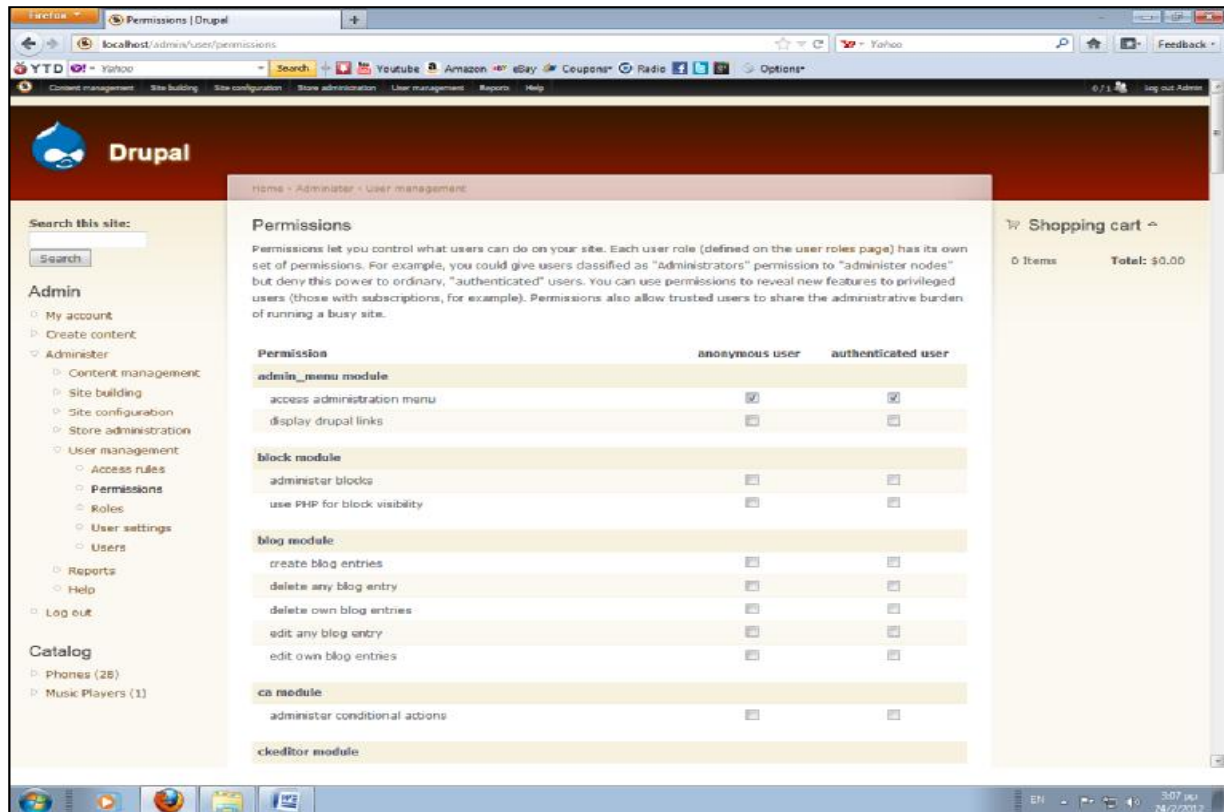 Firefox
Permissions | Drupal
localhost/admin/user/permissions
Yahoo
Feedback
YTD
Yahoo
Search
Youtube
Amazon
eBay
Coupons
Radio
Options
Content management Site building Site configuration Store administration User management Reports Help
0 / 1
Log out Admin
Drupal
Home » Administer » User management
Search this site:
Search
Admin
My account
Create content
Administer
Content management
Site building
Site configuration
Store administration
User management
Access rules
Permissions
Roles
User settings
Users
Reports
Help
Log out
Catalog
Phones (28)
Music Players (1)
Permissions
Permissions let you control what users can do on your site. Each user role (defined on the user roles page) has its own
set of permissions. For example, you could give users classified as "Administrators" permission to "administer nodes"
but deny this power to ordinary, "authenticated" users. You can use permissions to reveal new features to privileged
users (those with subscriptions, for example). Permissions also allow trusted users to share the administrative burden
of running a busy site.
Permission anonymous user authenticated user
admin_menu module
access administration menu
display drupal links
block module
administer blocks
use PHP for block visibility
blog module
create blog entries
delete any blog entry
delete own blog entries
edit any blog entry
edit own blog entries
ca module
administer conditional actions
ckeditor module
Shopping cart
0 Items Total: $0.00
EN
3:07 μμ
24/2/2012